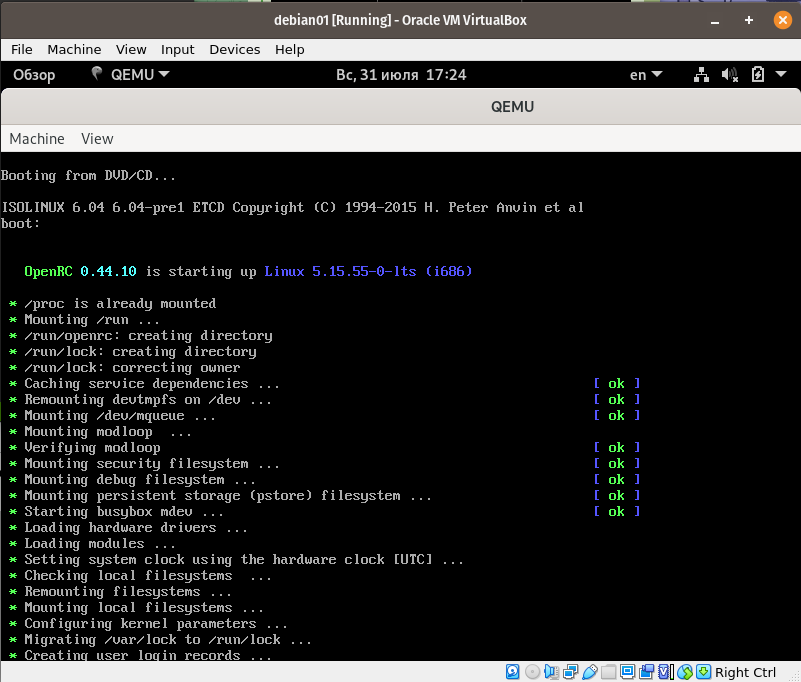 debian01 [Running] - Oracle VM VirtualBox
File Machine View Input Devices Help
Обзор QEMU Вс, 31 июля 17:24 en
QEMU
Machine View
Booting from DVD/CD...
ISOLINUX 6.04 6.04-pre1 ETCD Copyright (C) 1994-2015 H. Peter Anvin et al
boot:
OpenRC 0.44.10 is starting up Linux 5.15.55-0-lts (i686)
* /proc is already mounted
* Mounting /run ...
* /run/openrc: creating directory
* /run/lock: creating directory
* /run/lock: correcting owner
* Caching service dependencies ... [ ok ]
* Remounting devtmpfs on /dev ... [ ok ]
* Mounting /dev/mqueue ... [ ok ]
* Mounting modloop ...
* Verifying modloop [ ok ]
* Mounting security filesystem ... [ ok ]
* Mounting debug filesystem ... [ ok ]
* Mounting persistent storage (pstore) filesystem ... [ ok ]
* Starting busybox mdev ... [ ok ]
* Loading hardware drivers ...
* Loading modules ...
* Setting system clock using the hardware clock [UTC] ...
* Checking local filesystems ...
* Remounting filesystems ...
* Mounting local filesystems ...
* Configuring kernel parameters ...
* Migrating /var/lock to /run/lock ...
* Creating user login records ...
Right Ctrl